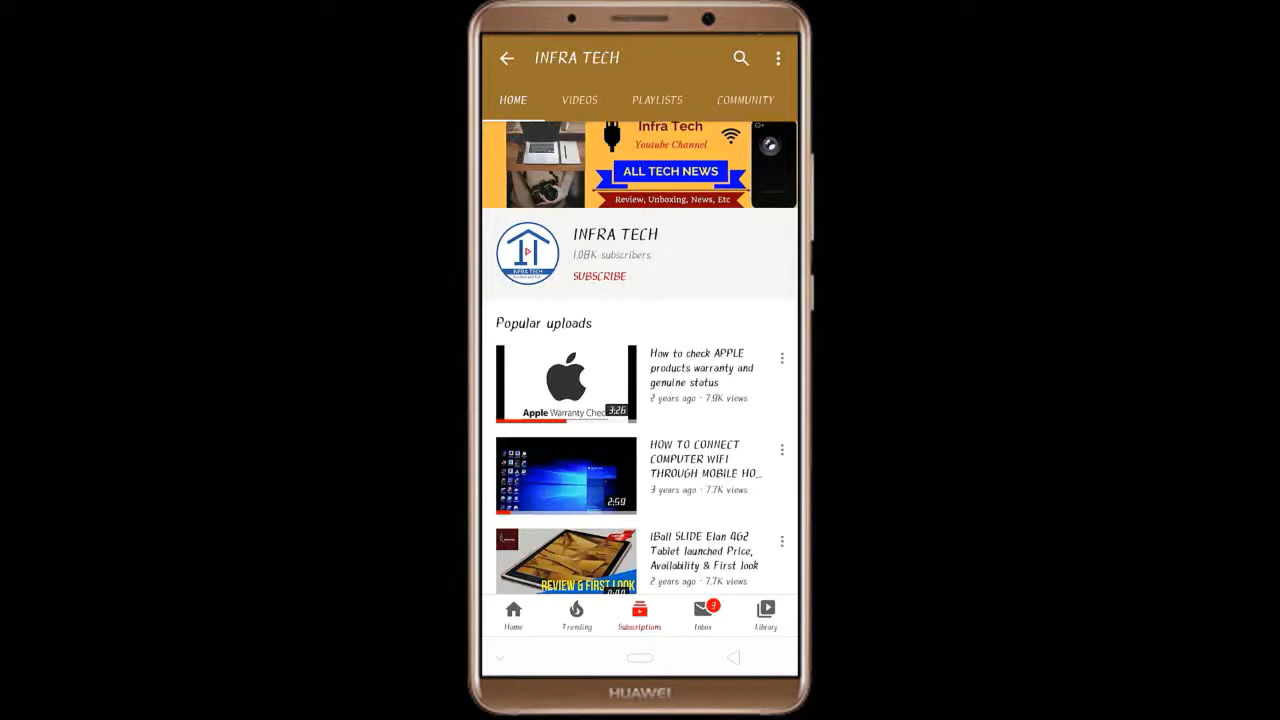 INFRA TECH
HOME VIDEOS PLAYLISTS COMMUNITY
Infra Tech
Youtube Channel
ALL TECH NEWS
Review, Unboxing, News, Etc
INFRA TECH
INFRA TECH
1.08K subscribers
SUBSCRIBE
Popular uploads
How to check APPLE
products warranty and
genuine status
2 years ago · 7.9K views
Apple Warranty Chec
3:26
HOW TO CONNECT
COMPUTER WIFI
THROUGH MOBILE HO...
3 years ago · 7.7K views
2:59
iBall SLIDE Elan 4G2
Tablet launched Price,
Availability & First look
2 years ago · 7.7K views
REVIEW & FIRST LOOK
Home Trending Subscriptions Inbox Library
3
HUAWEI